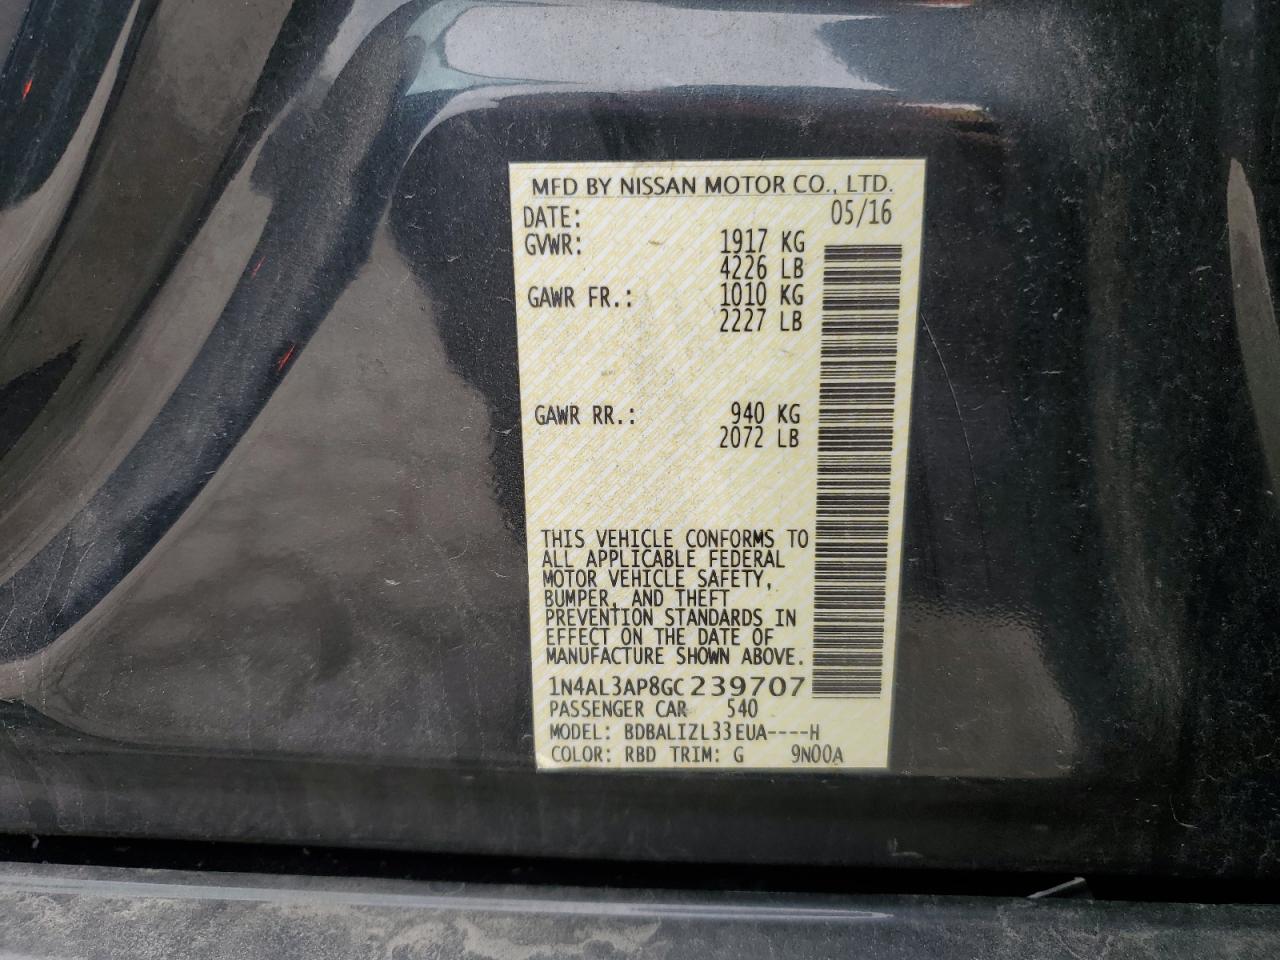 MFD BY NISSAN MOTOR CO., LTD.
DATE: 05/16
GVWR: 1917 KG
4226 LB
GAWR FR.: 1010 KG
2227 LB
GAWR RR.: 940 KG
2072 LB
THIS VEHICLE CONFORMS TO
ALL APPLICABLE FEDERAL
MOTOR VEHICLE SAFETY,
BUMPER, AND THEFT
PREVENTION STANDARDS IN
EFFECT ON THE DATE OF
MANUFACTURE SHOWN ABOVE.
1N4AL3AP8GC239707
PASSENGER CAR 540
MODEL: BDBALIZL33EUA----H
COLOR: RBD TRIM: G 9N00A